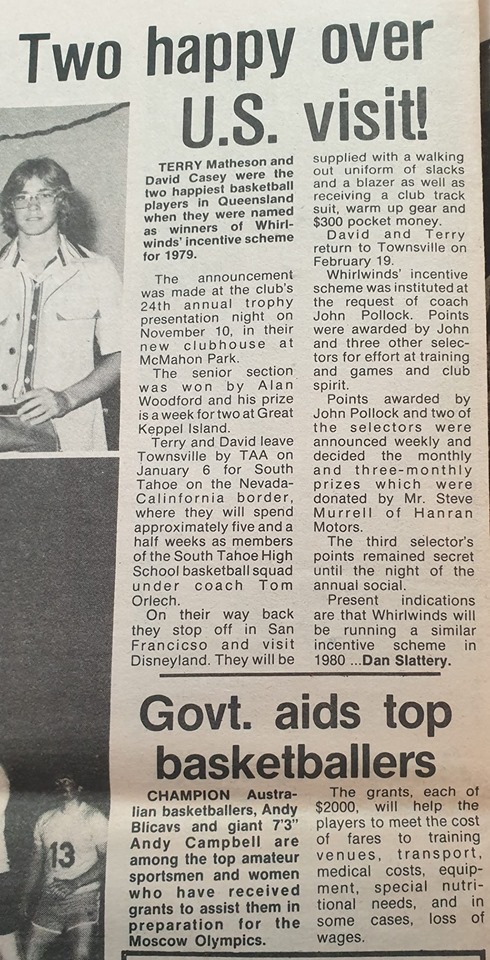 Two happy over
U.S. visit!
TERRY Matheson and
David Casey were the
two happiest basketball
players in Queensland
when they were named
as winners of Whirl-
winds' incentive scheme
for 1979.
The announcement
was made at the club's
24th annual trophy
presentation night on
November 10, in their
new clubhouse at
McMahon Park.
The senior section
was won by Alan
Woodford and his prize
is a week for two at Great
Keppel Island.
Terry and David leave
Townsville by TAA on
January 6 for South
Tahoe on the Nevada-
Calinfornia border,
where they will spend
approximately five and a
half weeks as members
of the South Tahoe High
School basketball squad
under coach Tom
Orlech.
On their way back
they stop off in San
Francicso and visit
Disneyland. They will be
supplied with a walking
out uniform of slacks
and a blazer as well as
receiving a club track
suit, warm up gear and
$300 pocket money.
David and Terry
return to Townsville on
February 19.
Whirlwinds' incentive
scheme was instituted at
the request of coach
John Pollock. Points
were awarded by John
and three other selec-
tors for effort at training
and games and club
spirit.
Points awarded by
John Pollock and two of
the selectors were
announced weekly and
decided the monthly
and three-monthly
prizes which were
donated by Mr. Steve
Murrell of Hanran
Motors.
The third selector's
points remained secret
until the night of the
annual social.
Present indications
are that Whirlwinds will
be running a similar
incentive scheme in
1980 ...Dan Slattery.
Govt. aids top
basketballers
CHAMPION Austra-
lian basketballers, Andy
Blicavs and giant 7'3"
Andy Campbell are
among the top amateur
sportsmen and women
who have received
grants to assist them in
preparation for the
Moscow Olympics.
The grants, each of
$2000, will help the
players to meet the cost
of fares to training
venues, transport,
medical costs, equip-
ment, special nutri-
tional needs, and in
some cases, loss of
wages.
13